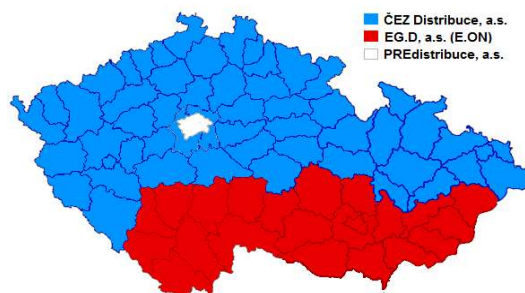 ČEZ Distribuce, a.s.
EG.D, a.s. (E.ON)
PREdistribuce, a.s.